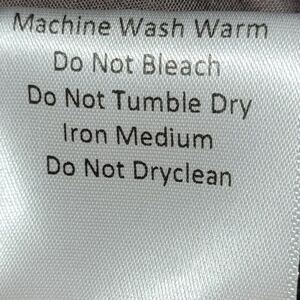 Machine Wash Warm
Do Not Bleach
Do Not Tumble Dry
Iron Medium
Do Not Dryclean